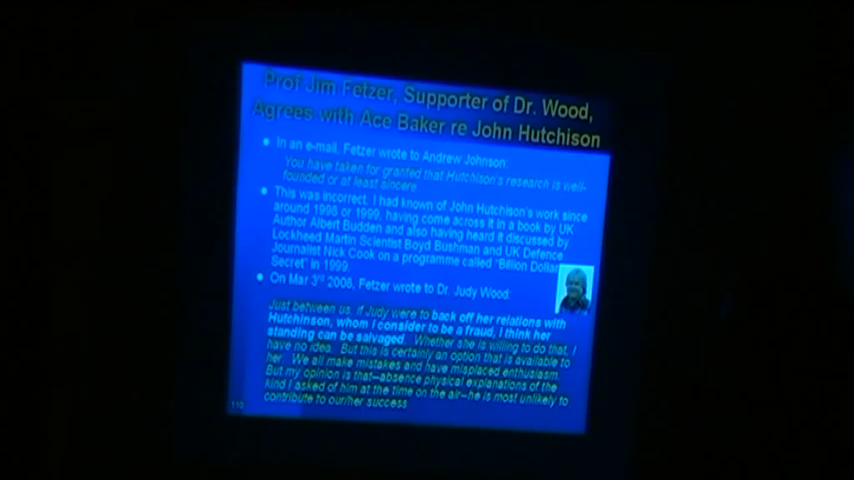 Prof Jim Fetzer, Supporter of Dr. Wood,
Agrees with Ace Baker re John Hutchison
• In an e-mail, Fetzer wrote to Andrew Johnson:
You have taken for granted that Hutchison's research is well-
founded or at least sincere
• This was incorrect. I had known of John Hutchison's work since
around 1998 or 1999, having come across it in a book by UK
Author Albert Budden and also having heard it discussed by
Lockheed Martin Scientist Boyd Bushman and UK Defence
Journalist Nick Cook on a programme called "Billion Dollar
Secret" in 1999.
• On Mar 3rd 2008, Fetzer wrote to Dr. Judy Wood:
Just between us, if Judy were to back off her relations with
Hutchinson, whom I consider to be a fraud, I think her
standing can be salvaged. Whether she is willing to do that, I
have no idea. But this is certainly an option that is available to
her. We all make mistakes and have misplaced enthusiasm.
But my opinion is that--absence physical explanations of the
kind I asked of him at the time on the air--he is most unlikely to
contribute to our/her success
110